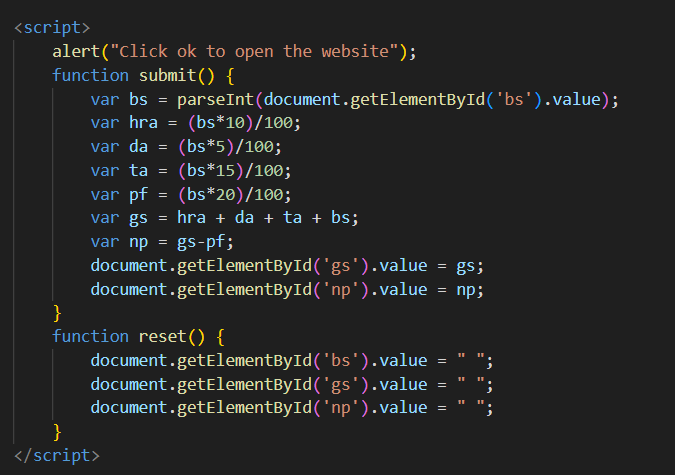 <script>
    alert("Click ok to open the website");
    function submit() {
        var bs = parseInt(document.getElementById('bs').value);
        var hra = (bs*10)/100;
        var da = (bs*5)/100;
        var ta = (bs*15)/100;
        var pf = (bs*20)/100;
        var gs = hra + da + ta + bs;
        var np = gs-pf;
        document.getElementById('gs').value = gs;
        document.getElementById('np').value = np;
    }
    function reset() {
        document.getElementById('bs').value = " ";
        document.getElementById('gs').value = " ";
        document.getElementById('np').value = " ";
    }
</script>